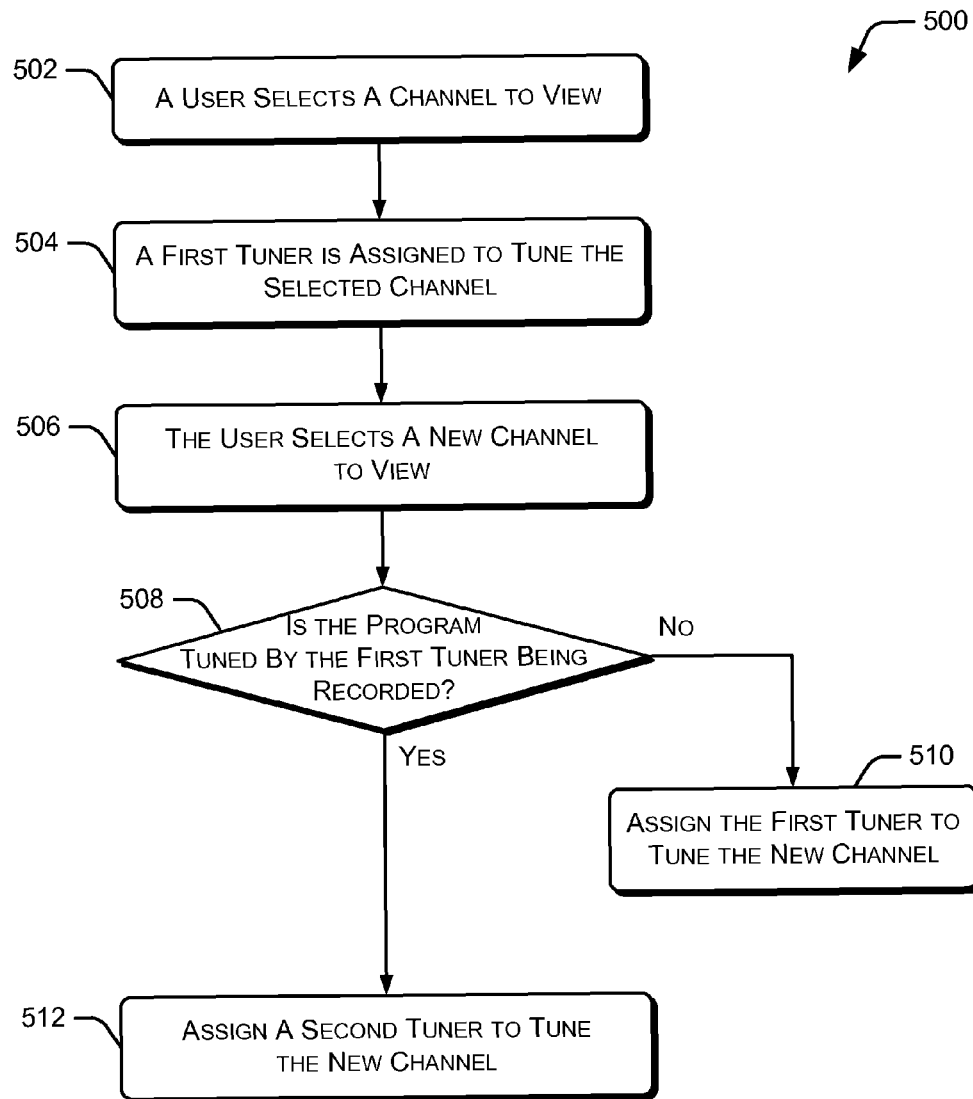 500
502
A USER SELECTS A CHANNEL TO VIEW
504
A FIRST TUNER IS ASSIGNED TO TUNE THE
SELECTED CHANNEL
506
THE USER SELECTS A NEW CHANNEL
TO VIEW
508
IS THE PROGRAM
TUNED BY THE FIRST TUNER BEING
RECORDED?
NO
YES
510
ASSIGN THE FIRST TUNER TO
TUNE THE NEW CHANNEL
512
ASSIGN A SECOND TUNER TO TUNE
THE NEW CHANNEL